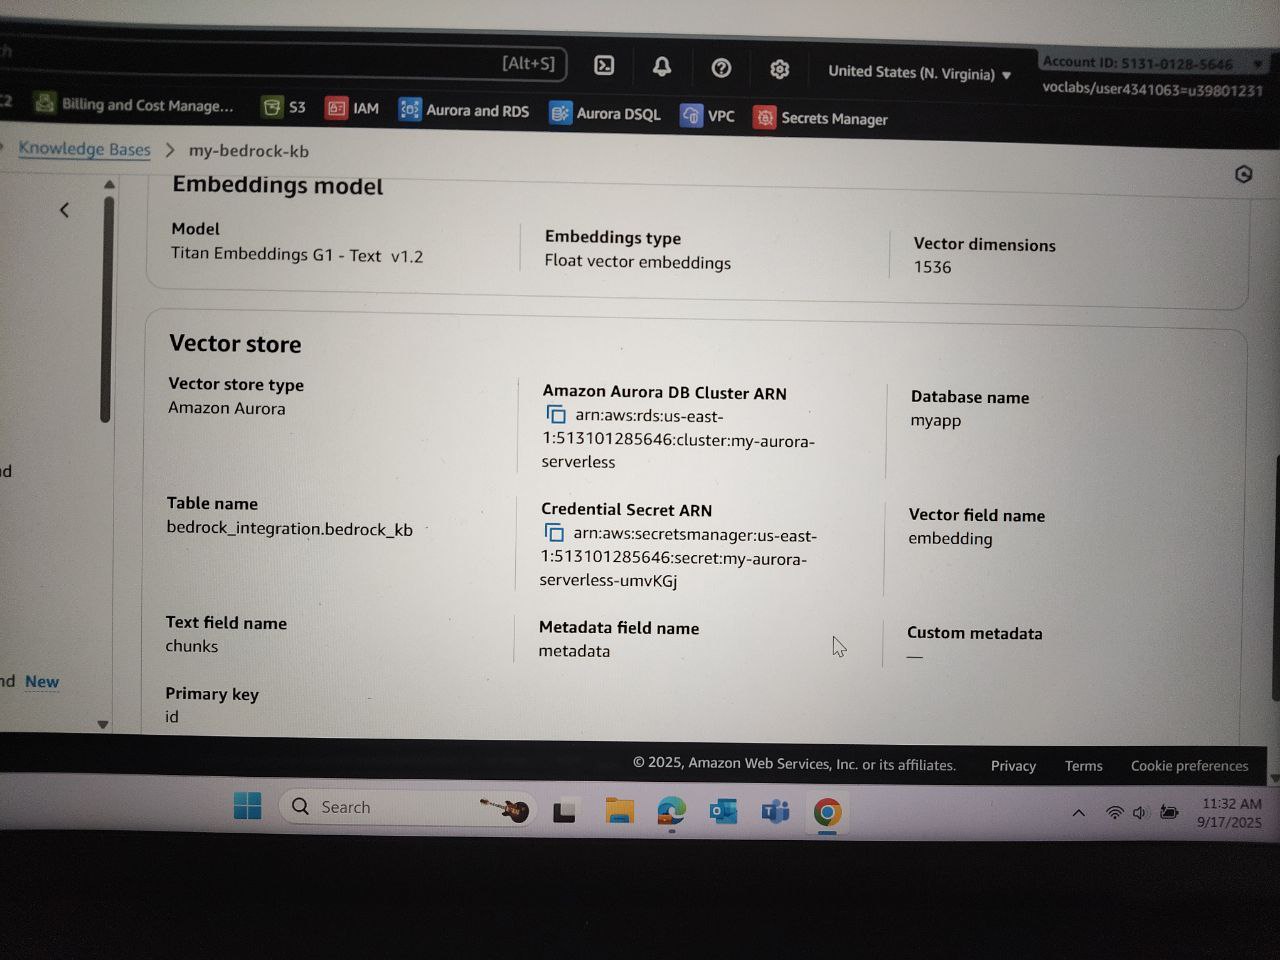 [Alt+S]
United States (N. Virginia)
Account ID: 5131-0128-5646
voclabs/user4341063=u39801231
Billing and Cost Manage...
S3
IAM
Aurora and RDS
Aurora DSQL
VPC
Secrets Manager
Knowledge Bases > my-bedrock-kb
Embeddings model
Model
Titan Embeddings G1 - Text v1.2
Embeddings type
Float vector embeddings
Vector dimensions
1536
Vector store
Vector store type
Amazon Aurora
Amazon Aurora DB Cluster ARN
arn:aws:rds:us-east-
1:513101285646:cluster:my-aurora-
serverless
Database name
myapp
Table name
bedrock_integration.bedrock_kb
Credential Secret ARN
arn:aws:secretsmanager:us-east-
1:513101285646:secret:my-aurora-
serverless-umvKGj
Vector field name
embedding
Text field name
chunks
Metadata field name
metadata
Custom metadata
—
New
Primary key
id
© 2025, Amazon Web Services, Inc. or its affiliates.
Privacy
Terms
Cookie preferences
Search
11:32 AM
9/17/2025